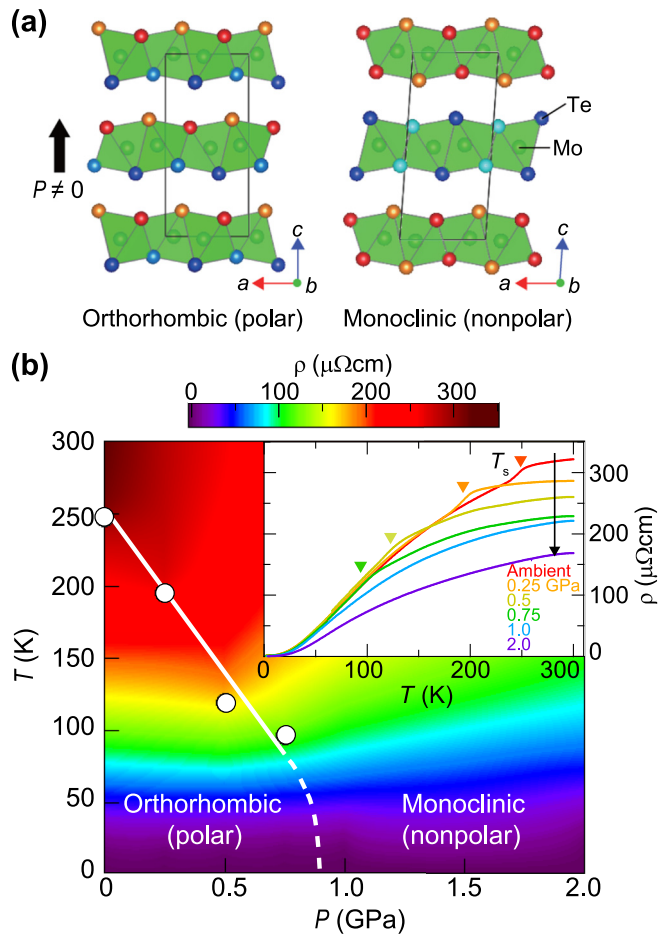 (a)
P ≠ 0
Te
Mo
c
a
b
c
a
b
Orthorhombic (polar)
Monoclinic (nonpolar)
(b)
ρ (μΩcm)
0 100 200 300
300
250
200
150
100
50
0
T (K)
Ts
Ambient
0.25 GPa
0.5
0.75
1.0
2.0
300
200
100
0
ρ (μΩcm)
0 100 200 300
T (K)
Orthorhombic
(polar)
Monoclinic
(nonpolar)
0 0.5 1.0 1.5 2.0
P (GPa)